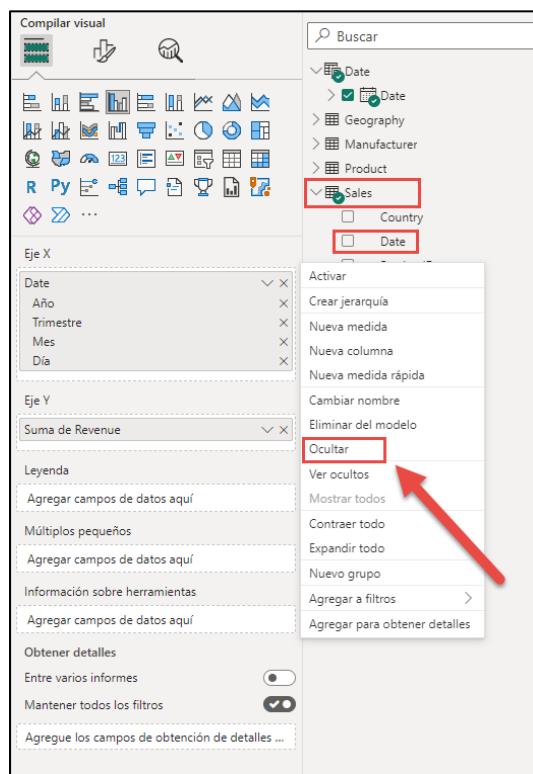 Compilar visual
123
R
Py
Eje X
Date
Año
Trimestre
Mes
Día
Eje Y
Suma de Revenue
Leyenda
Agregar campos de datos aquí
Múltiplos pequeños
Agregar campos de datos aquí
Información sobre herramientas
Agregar campos de datos aquí
Obtener detalles
Entre varios informes
Mantener todos los filtros
Agregue los campos de obtención de detalles ...
Buscar
Date
Date
Geography
Manufacturer
Product
Sales
Country
Date
Activar
Crear jerarquía
Nueva medida
Nueva columna
Nueva medida rápida
Cambiar nombre
Eliminar del modelo
Ocultar
Ver ocultos
Mostrar todos
Contraer todo
Expandir todo
Nuevo grupo
Agregar a filtros
Agregar para obtener detalles